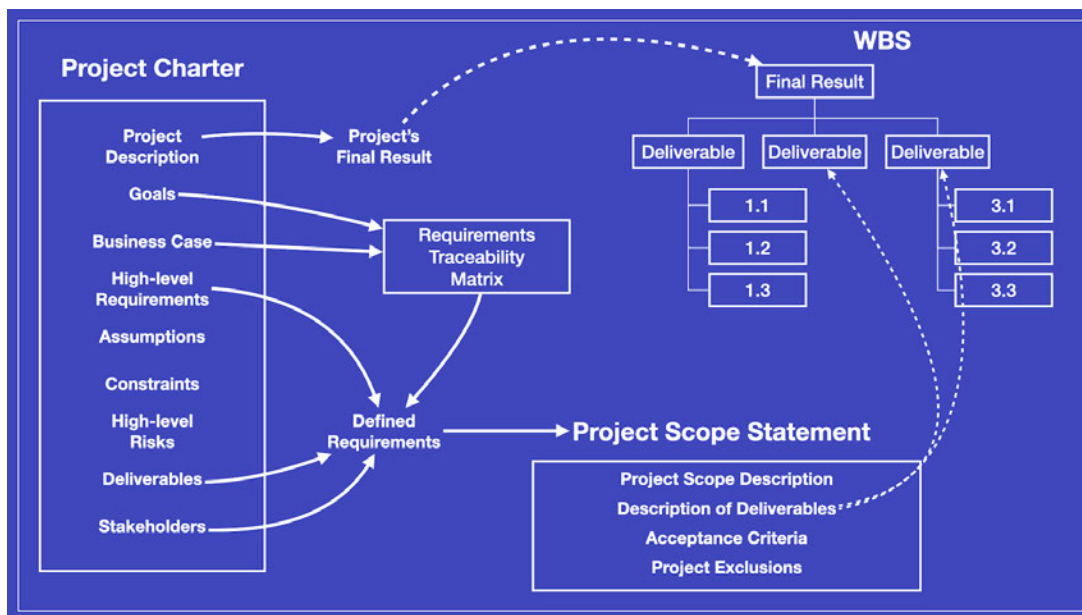 Project Charter
Project
Description
Goals
Business Case
High-level
Requirements
Assumptions
Constraints
High-level
Risks
Deliverables
Stakeholders
Project's
Final Result
Requirements
Traceability
Matrix
Defined
Requirements
WBS
Final Result
Deliverable
Deliverable
Deliverable
1.1
1.2
1.3
3.1
3.2
3.3
Project Scope Statement
Project Scope Description
Description of Deliverables
Acceptance Criteria
Project Exclusions